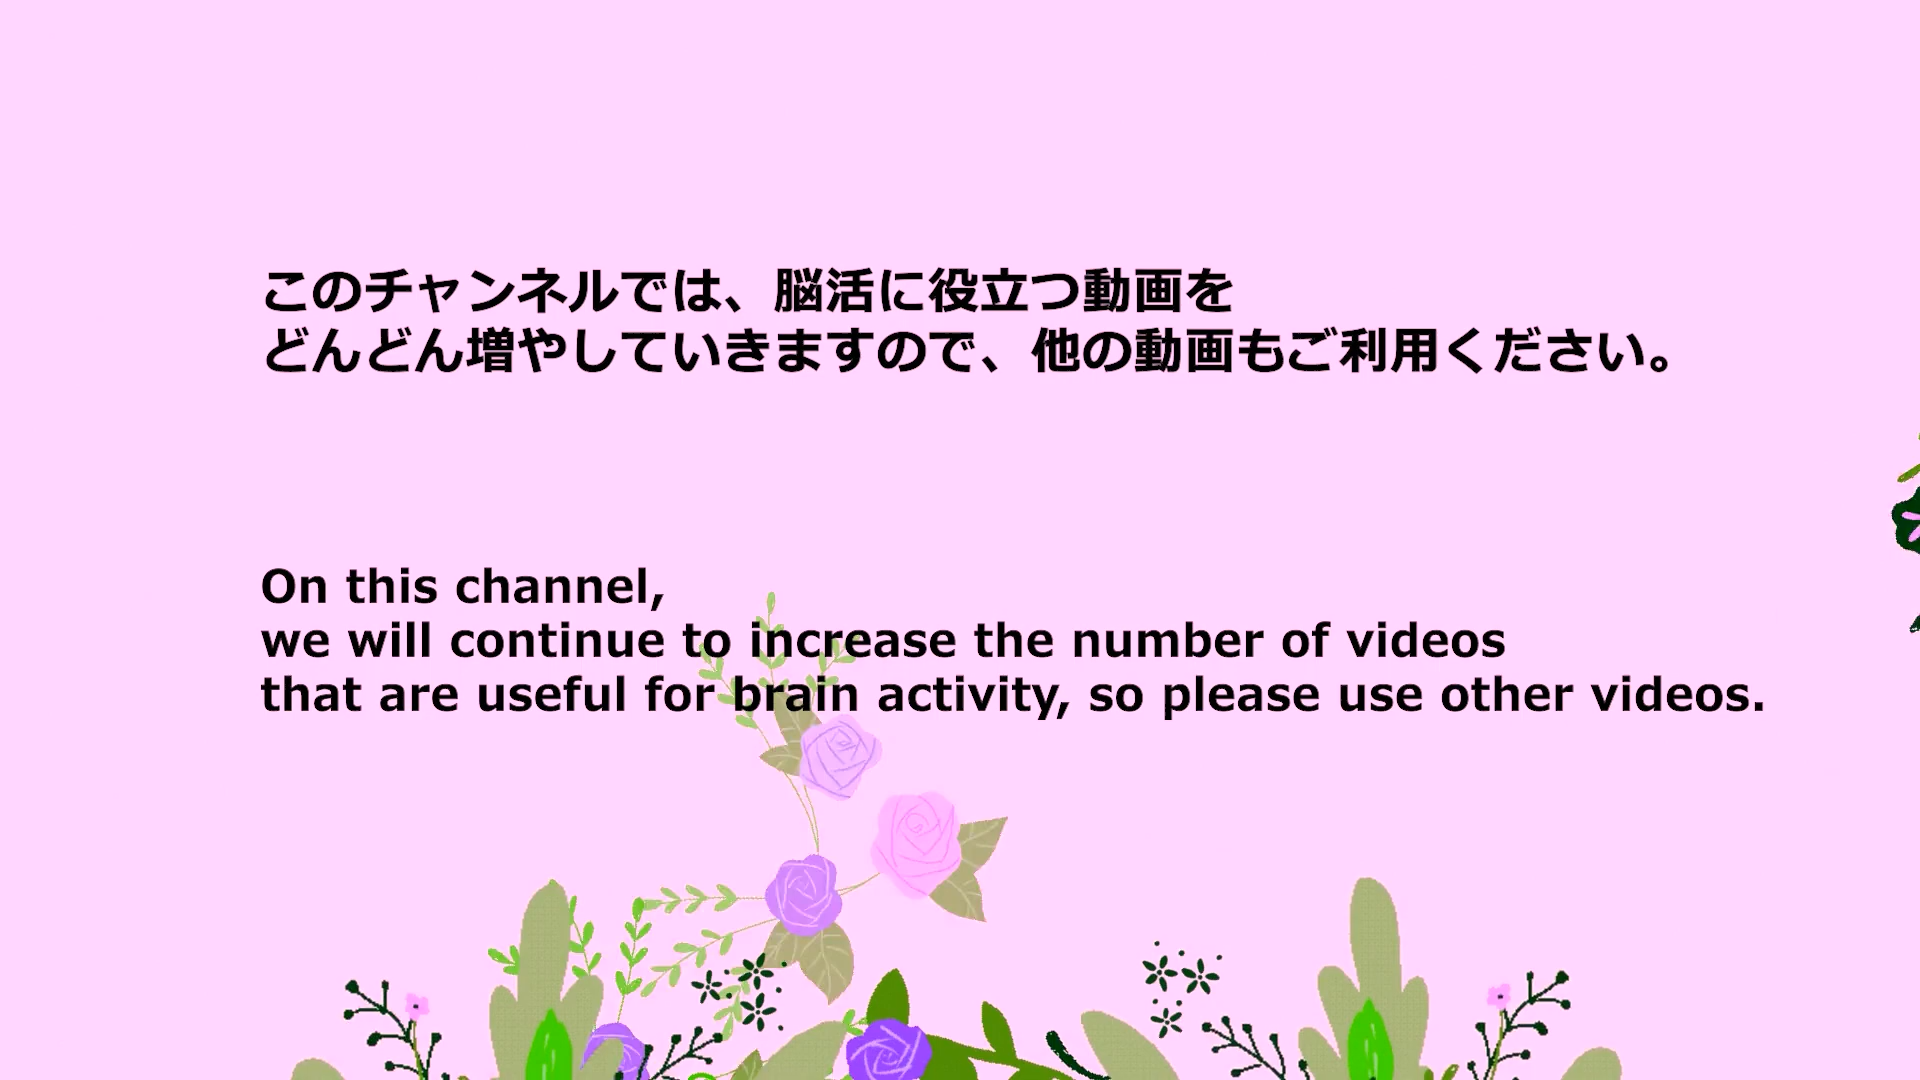 このチャンネルでは、脳活に役立つ動画を
どんどん増やしていきますので、他の動画もご利用ください。
On this channel,
we will continue to increase the number of videos
that are useful for brain activity, so please use other videos.